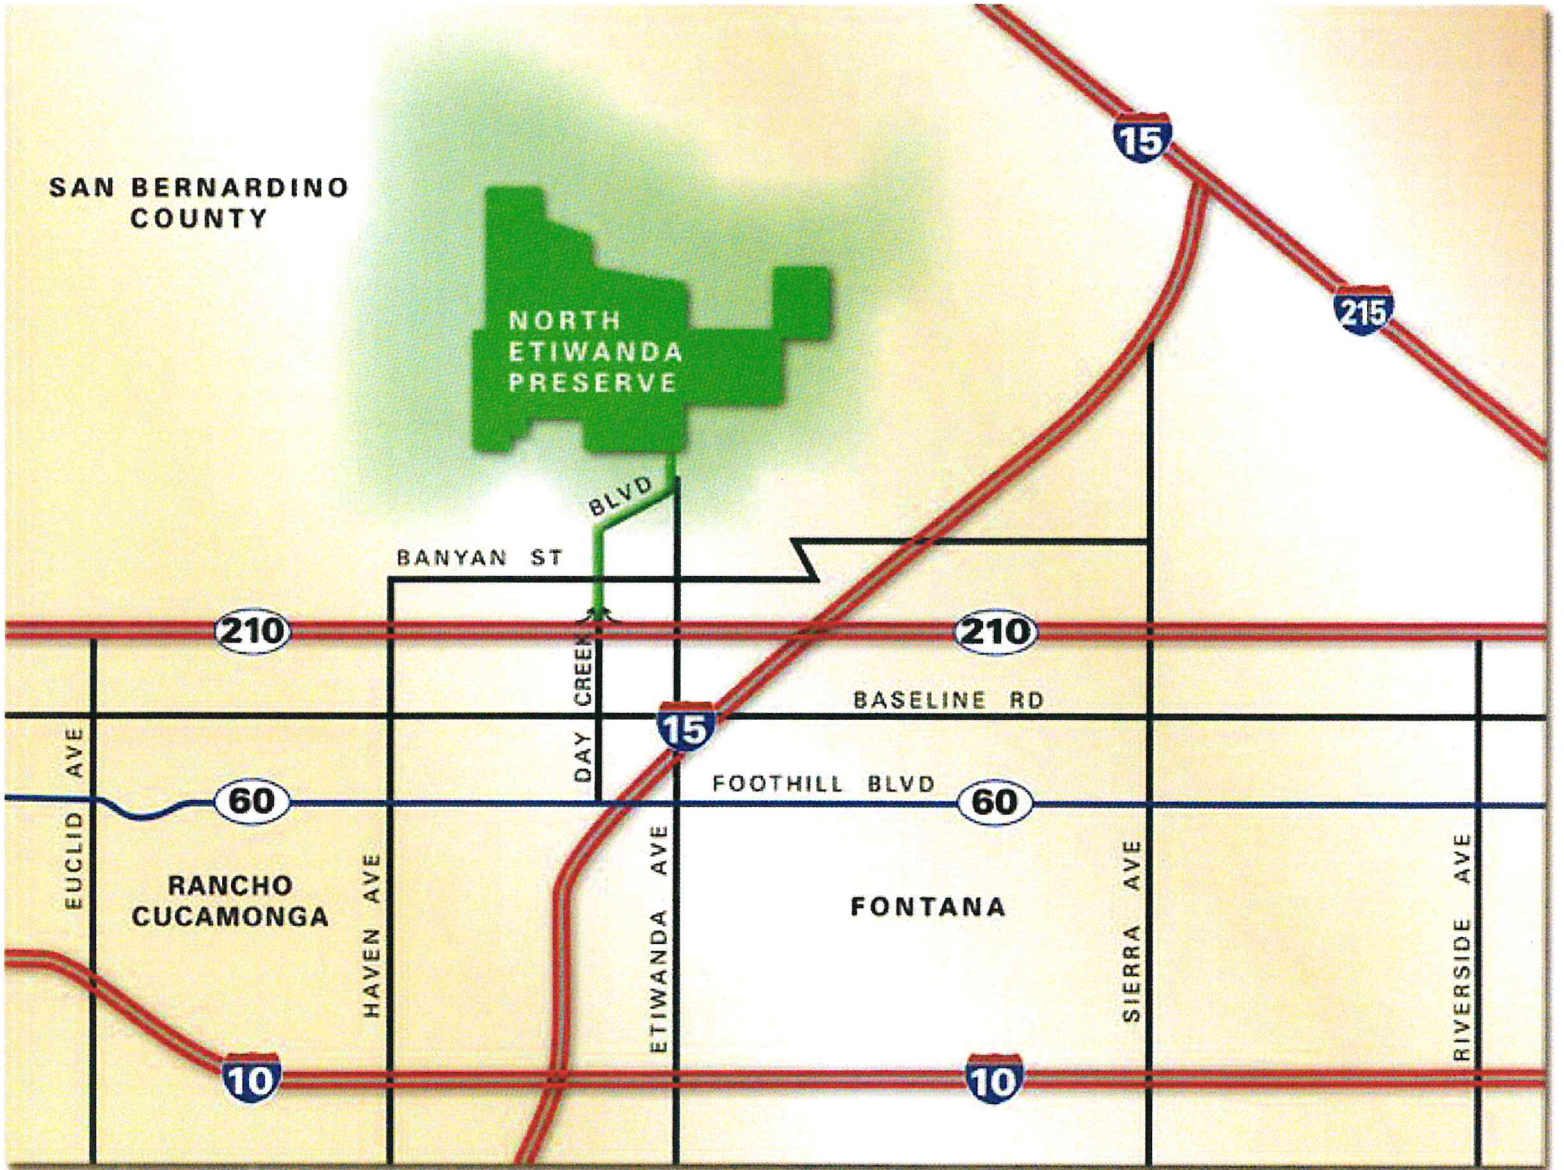 15
SAN BERNARDINO
COUNTY
215
NORTH
ETIWANDA
PRESERVE
BLVD
BANYAN ST
210
210
DAY CREEK
BASELINE RD
15
EUCLID AVE
FOOTHILL BLVD
60
60
RANCHO
CUCAMONGA
HAVEN AVE
ETIWANDA AVE
FONTANA
SIERRA AVE
RIVERSIDE AVE
10
10